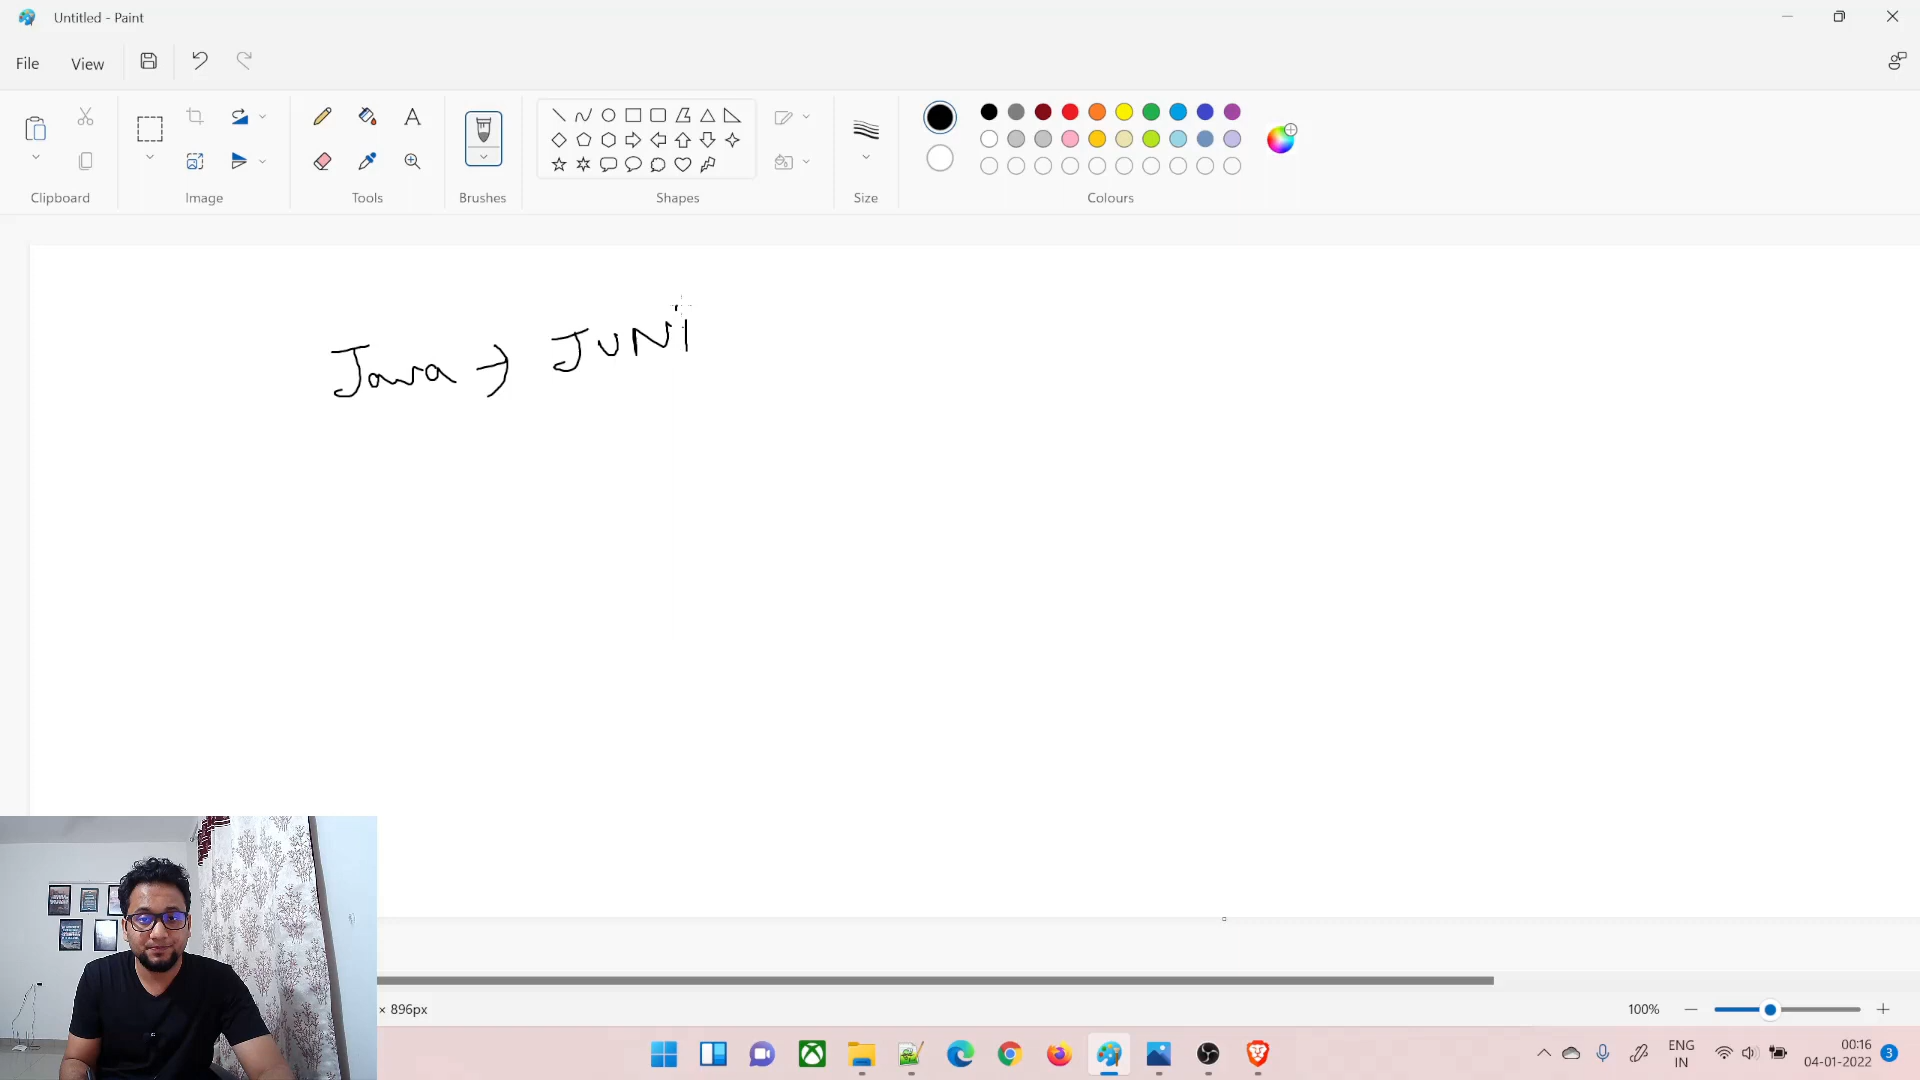 Untitled - Paint
File View
Clipboard Image Tools Brushes Shapes Size Colours
Java → JUNI
× 896px
100%
ENG
IN
00:16
04-01-2022
3